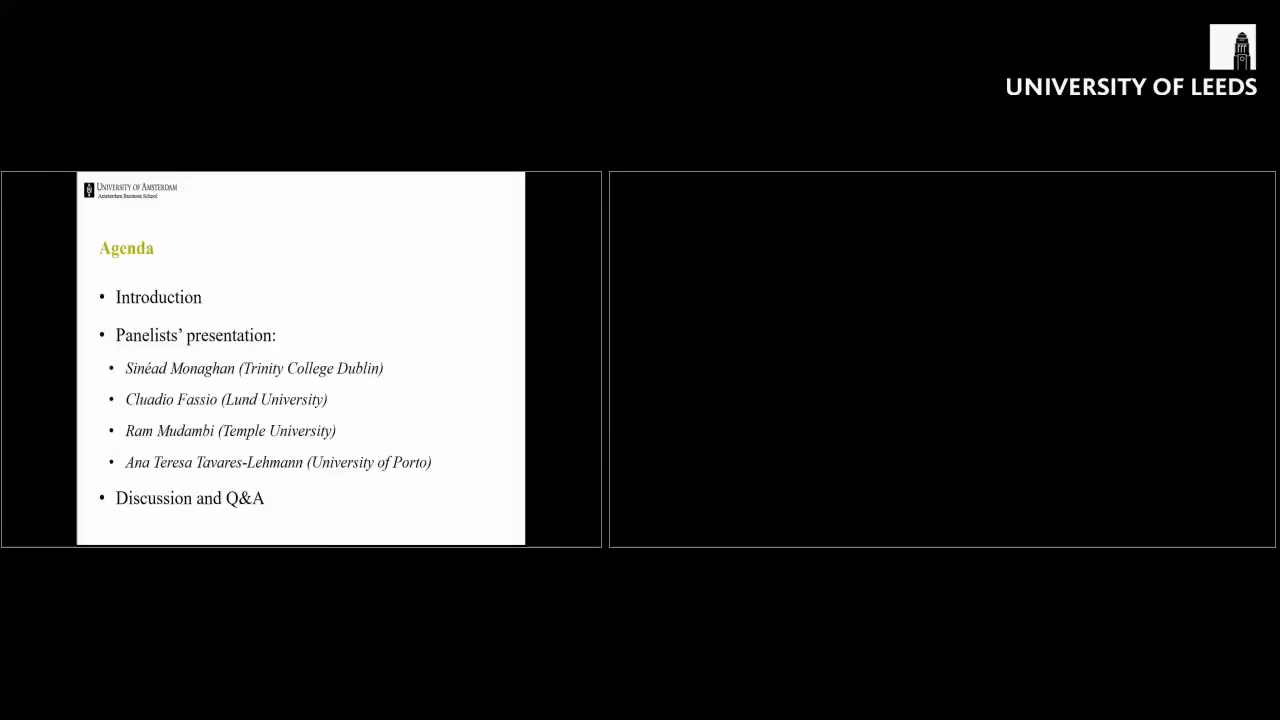 UNIVERSITY OF LEEDS
UNIVERSITY OF AMSTERDAM
Amsterdam Business School
Agenda
• Introduction
• Panelists’ presentation:
• Sinéad Monaghan (Trinity College Dublin)
• Cluadio Fassio (Lund University)
• Ram Mudambi (Temple University)
• Ana Teresa Tavares-Lehmann (University of Porto)
• Discussion and Q&A